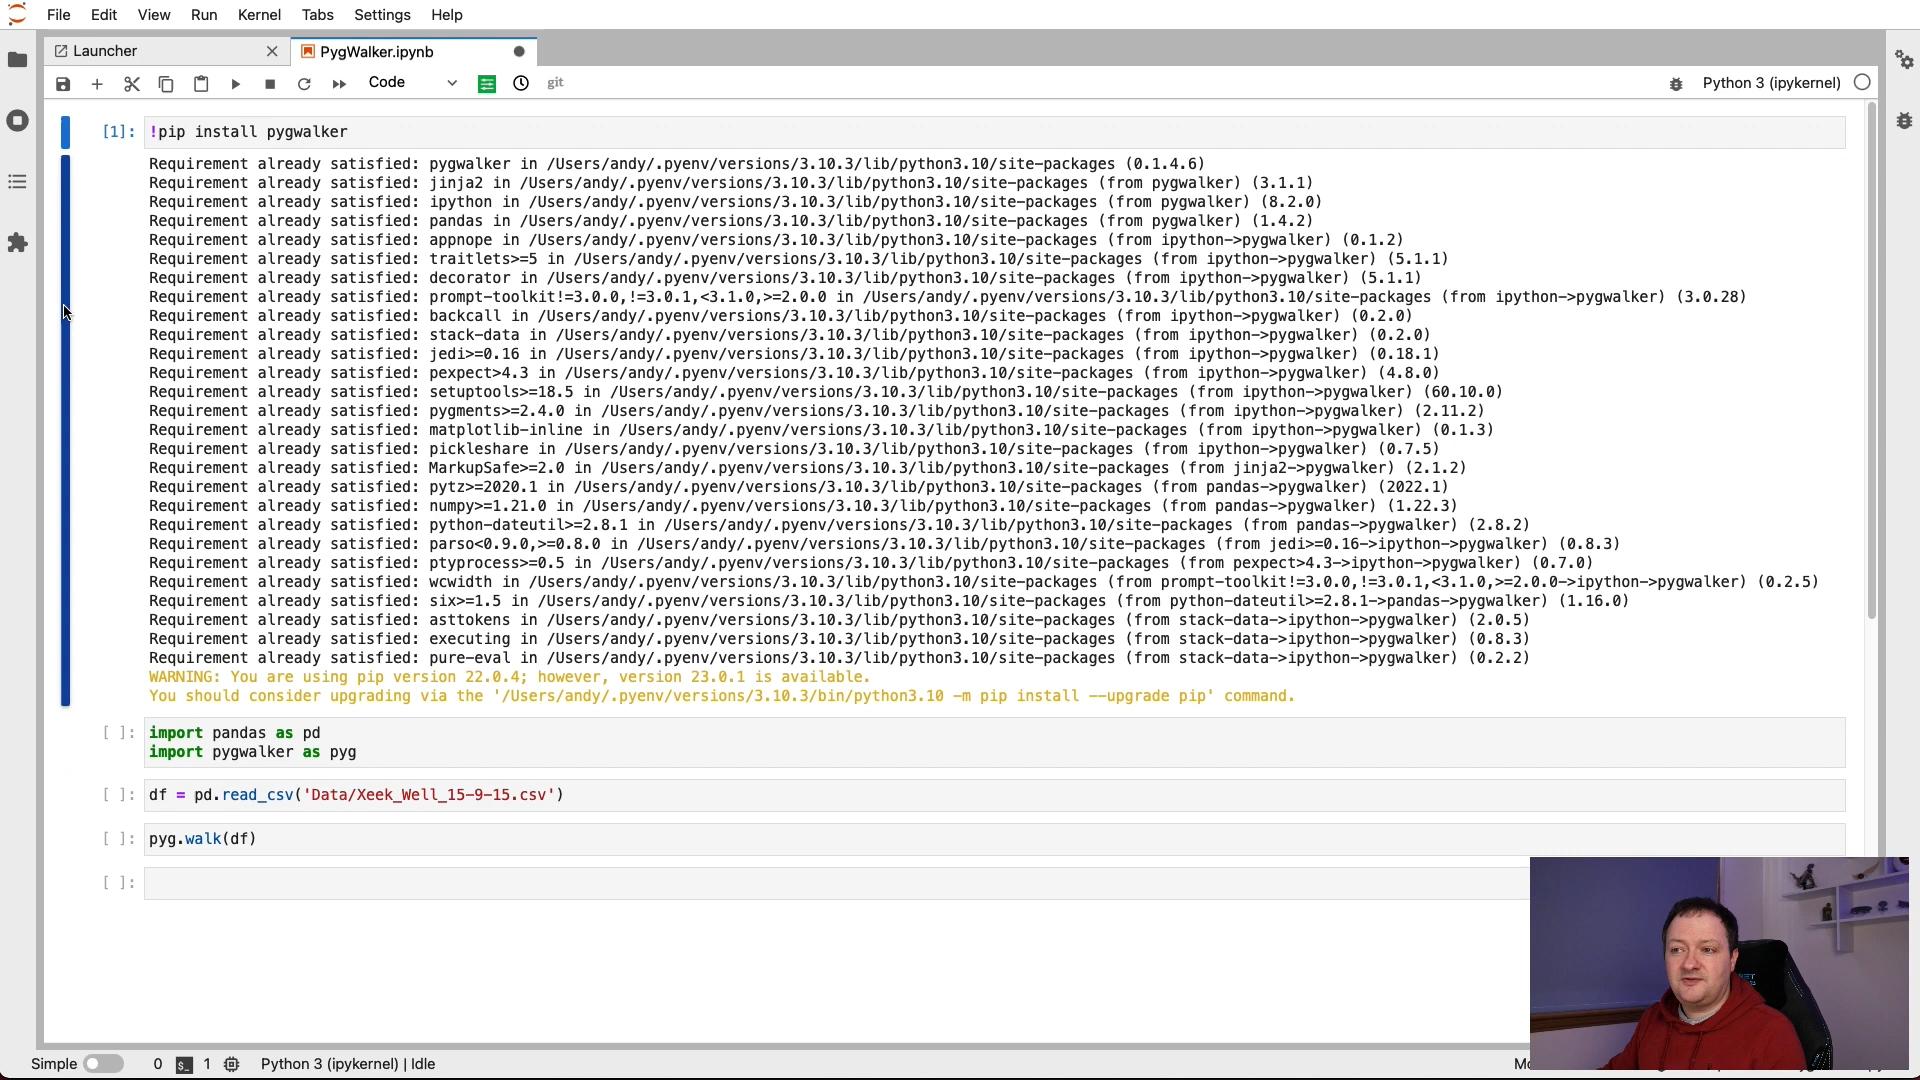 File Edit View Run Kernel Tabs Settings Help
Launcher
PygWalker.ipynb
Code
git
Python 3 (ipykernel)
[1]: !pip install pygwalker
Requirement already satisfied: pygwalker in /Users/andy/.pyenv/versions/3.10.3/lib/python3.10/site-packages (0.1.4.6)
Requirement already satisfied: jinja2 in /Users/andy/.pyenv/versions/3.10.3/lib/python3.10/site-packages (from pygwalker) (3.1.1)
Requirement already satisfied: ipython in /Users/andy/.pyenv/versions/3.10.3/lib/python3.10/site-packages (from pygwalker) (8.2.0)
Requirement already satisfied: pandas in /Users/andy/.pyenv/versions/3.10.3/lib/python3.10/site-packages (from pygwalker) (1.4.2)
Requirement already satisfied: appnope in /Users/andy/.pyenv/versions/3.10.3/lib/python3.10/site-packages (from ipython->pygwalker) (0.1.2)
Requirement already satisfied: traitlets>=5 in /Users/andy/.pyenv/versions/3.10.3/lib/python3.10/site-packages (from ipython->pygwalker) (5.1.1)
Requirement already satisfied: decorator in /Users/andy/.pyenv/versions/3.10.3/lib/python3.10/site-packages (from ipython->pygwalker) (5.1.1)
Requirement already satisfied: prompt-toolkit!=3.0.0,!=3.0.1,<3.1.0,>=2.0.0 in /Users/andy/.pyenv/versions/3.10.3/lib/python3.10/site-packages (from ipython->pygwalker) (3.0.28)
Requirement already satisfied: backcall in /Users/andy/.pyenv/versions/3.10.3/lib/python3.10/site-packages (from ipython->pygwalker) (0.2.0)
Requirement already satisfied: stack-data in /Users/andy/.pyenv/versions/3.10.3/lib/python3.10/site-packages (from ipython->pygwalker) (0.2.0)
Requirement already satisfied: jedi>=0.16 in /Users/andy/.pyenv/versions/3.10.3/lib/python3.10/site-packages (from ipython->pygwalker) (0.18.1)
Requirement already satisfied: pexpect>4.3 in /Users/andy/.pyenv/versions/3.10.3/lib/python3.10/site-packages (from ipython->pygwalker) (4.8.0)
Requirement already satisfied: setuptools>=18.5 in /Users/andy/.pyenv/versions/3.10.3/lib/python3.10/site-packages (from ipython->pygwalker) (60.10.0)
Requirement already satisfied: pygments>=2.4.0 in /Users/andy/.pyenv/versions/3.10.3/lib/python3.10/site-packages (from ipython->pygwalker) (2.11.2)
Requirement already satisfied: matplotlib-inline in /Users/andy/.pyenv/versions/3.10.3/lib/python3.10/site-packages (from ipython->pygwalker) (0.1.3)
Requirement already satisfied: pickleshare in /Users/andy/.pyenv/versions/3.10.3/lib/python3.10/site-packages (from ipython->pygwalker) (0.7.5)
Requirement already satisfied: MarkupSafe>=2.0 in /Users/andy/.pyenv/versions/3.10.3/lib/python3.10/site-packages (from jinja2->pygwalker) (2.1.2)
Requirement already satisfied: pytz>=2020.1 in /Users/andy/.pyenv/versions/3.10.3/lib/python3.10/site-packages (from pandas->pygwalker) (2022.1)
Requirement already satisfied: numpy>=1.21.0 in /Users/andy/.pyenv/versions/3.10.3/lib/python3.10/site-packages (from pandas->pygwalker) (1.22.3)
Requirement already satisfied: python-dateutil>=2.8.1 in /Users/andy/.pyenv/versions/3.10.3/lib/python3.10/site-packages (from pandas->pygwalker) (2.8.2)
Requirement already satisfied: parso<0.9.0,>=0.8.0 in /Users/andy/.pyenv/versions/3.10.3/lib/python3.10/site-packages (from jedi>=0.16->ipython->pygwalker) (0.8.3)
Requirement already satisfied: ptyprocess>=0.5 in /Users/andy/.pyenv/versions/3.10.3/lib/python3.10/site-packages (from pexpect>4.3->ipython->pygwalker) (0.7.0)
Requirement already satisfied: wcwidth in /Users/andy/.pyenv/versions/3.10.3/lib/python3.10/site-packages (from prompt-toolkit!=3.0.0,!=3.0.1,<3.1.0,>=2.0.0->ipython->pygwalker) (0.2.5)
Requirement already satisfied: six>=1.5 in /Users/andy/.pyenv/versions/3.10.3/lib/python3.10/site-packages (from python-dateutil>=2.8.1->pandas->pygwalker) (1.16.0)
Requirement already satisfied: asttokens in /Users/andy/.pyenv/versions/3.10.3/lib/python3.10/site-packages (from stack-data->ipython->pygwalker) (2.0.5)
Requirement already satisfied: executing in /Users/andy/.pyenv/versions/3.10.3/lib/python3.10/site-packages (from stack-data->ipython->pygwalker) (0.8.3)
Requirement already satisfied: pure-eval in /Users/andy/.pyenv/versions/3.10.3/lib/python3.10/site-packages (from stack-data->ipython->pygwalker) (0.2.2)
WARNING: You are using pip version 22.0.4; however, version 23.0.1 is available.
You should consider upgrading via the '/Users/andy/.pyenv/versions/3.10.3/bin/python3.10 -m pip install --upgrade pip' command.
[ ]: import pandas as pd
import pygwalker as pyg
[ ]: df = pd.read_csv('Data/Xeek_Well_15-9-15.csv')
[ ]: pyg.walk(df)
[ ]:
Simple 0 1 Python 3 (ipykernel) | Idle